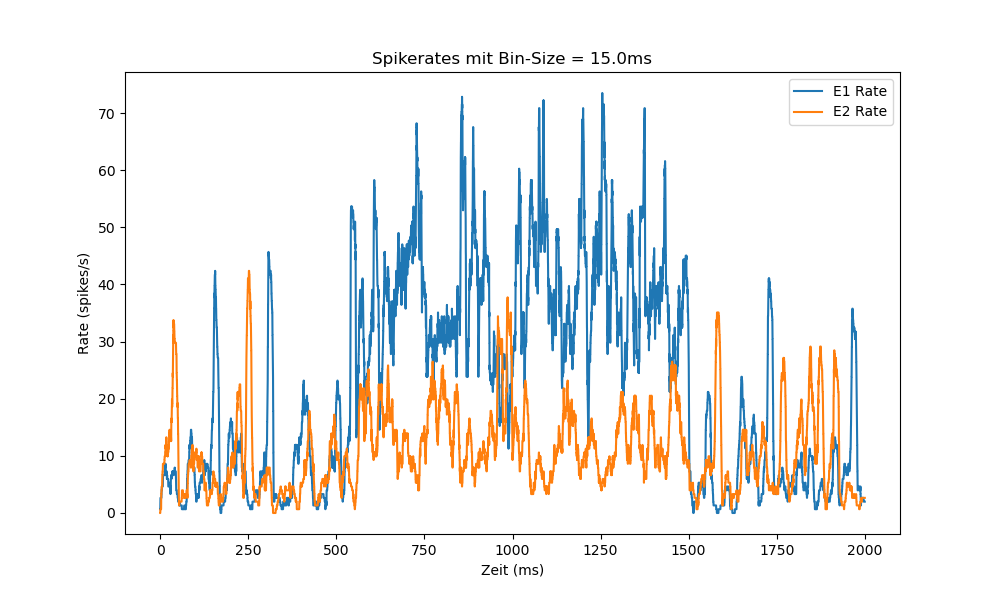 Spikerates mit Bin-Size = 15.0ms
E1 Rate
E2 Rate
70
60
50
40
30
20
10
0
Rate (spikes/s)
0 250 500 750 1000 1250 1500 1750 2000
Zeit (ms)